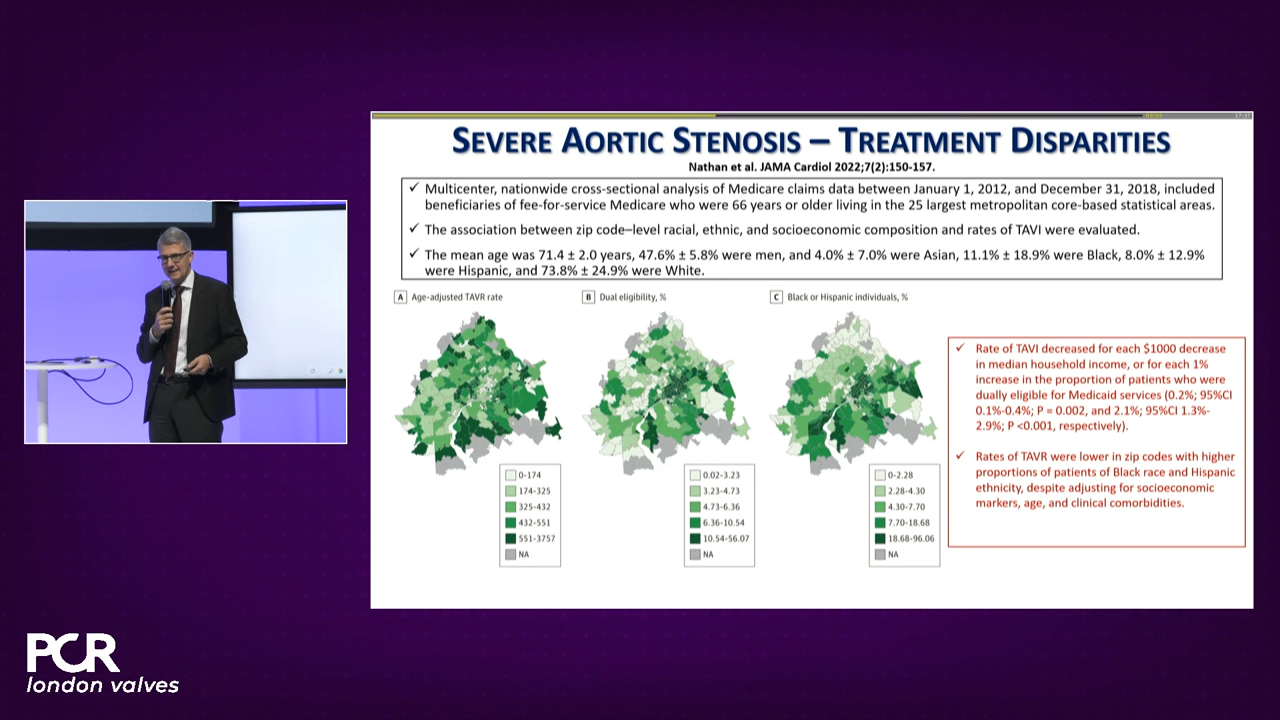 17:37
SEVERE AORTIC STENOSIS – TREATMENT DISPARITIES
Nathan et al. JAMA Cardiol 2022;7(2):150-157.
✓ Multicenter, nationwide cross-sectional analysis of Medicare claims data between January 1, 2012, and December 31, 2018, included
beneficiaries of fee-for-service Medicare who were 66 years or older living in the 25 largest metropolitan core-based statistical areas.
✓ The association between zip code–level racial, ethnic, and socioeconomic composition and rates of TAVI were evaluated.
✓ The mean age was 71.4 ± 2.0 years, 47.6% ± 5.8% were men, and 4.0% ± 7.0% were Asian, 11.1% ± 18.9% were Black, 8.0% ± 12.9%
were Hispanic, and 73.8% ± 24.9% were White.
A Age-adjusted TAVR rate
0-174
174-325
325-432
432-551
551-3757
NA
B Dual eligibility, %
0.02-3.23
3.23-4.73
4.73-6.36
6.36-10.54
10.54-56.07
NA
C Black or Hispanic individuals, %
0-2.28
2.28-4.30
4.30-7.70
7.70-18.68
18.68-96.06
NA
✓ Rate of TAVI decreased for each $1000 decrease
in median household income, or for each 1%
increase in the proportion of patients who were
dually eligible for Medicaid services (0.2%; 95%CI
0.1%-0.4%; P = 0.002, and 2.1%; 95%CI 1.3%-
2.9%; P <0.001, respectively).
✓ Rates of TAVR were lower in zip codes with higher
proportions of patients of Black race and Hispanic
ethnicity, despite adjusting for socioeconomic
markers, age, and clinical comorbidities.
PCR
london valves